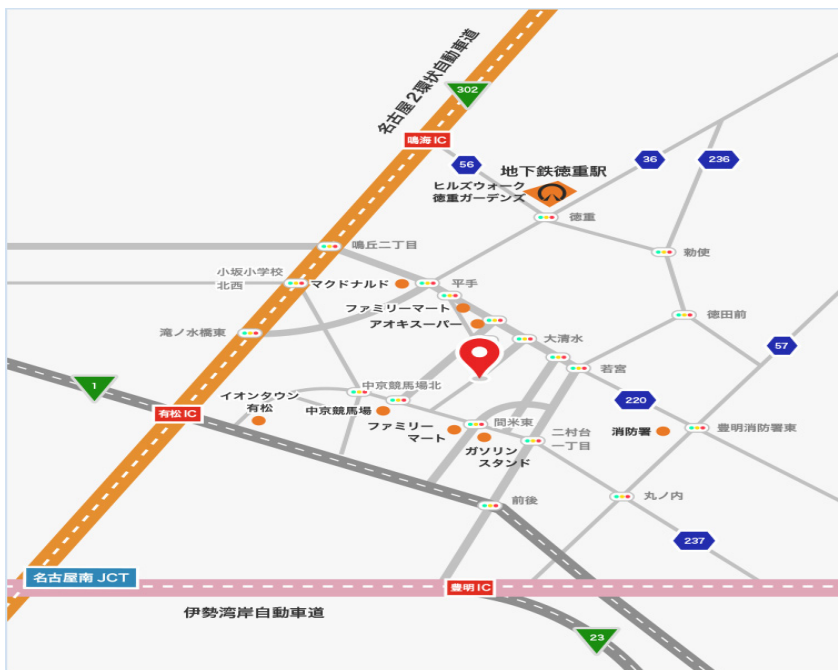 302
名古屋2環状自動車道
鳴海IC
56
36
236
地下鉄徳重駅
ヒルズウォーク
徳重ガーデンズ
徳重
鳴丘二丁目
勅使
小坂小学校
北西
マクドナルド
平手
ファミリーマート
アオキスーパー
徳田前
滝ノ水橋東
大清水
57
1
若宮
イオンタウン
有松
中京競馬場北
有松IC
中京競馬場
220
間米東
ファミリー
マート
ガソリン
スタンド
二村台
一丁目
消防署
豊明消防署東
前後
丸ノ内
237
名古屋南JCT
豊明IC
伊勢湾岸自動車道
23